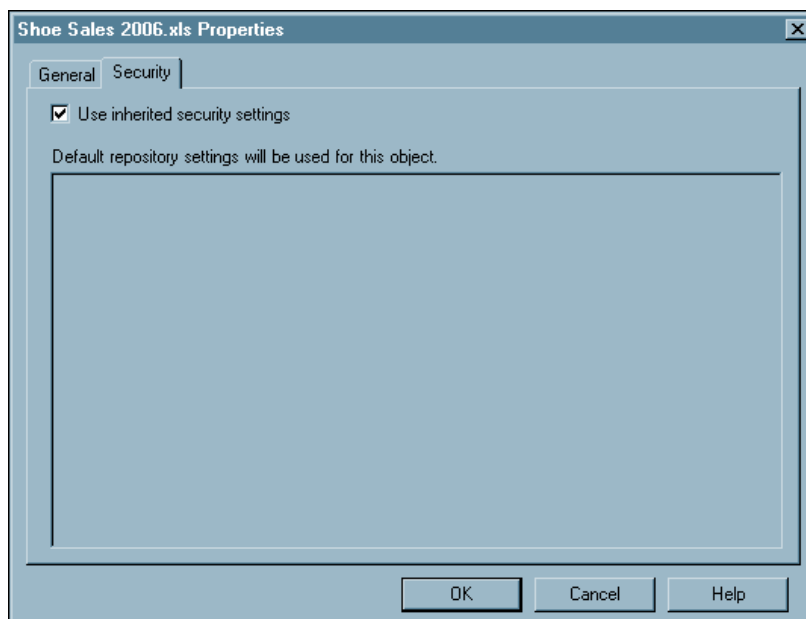 Shoe Sales 2006.xls Properties
General Security
Use inherited security settings
Default repository settings will be used for this object.
OK Cancel Help